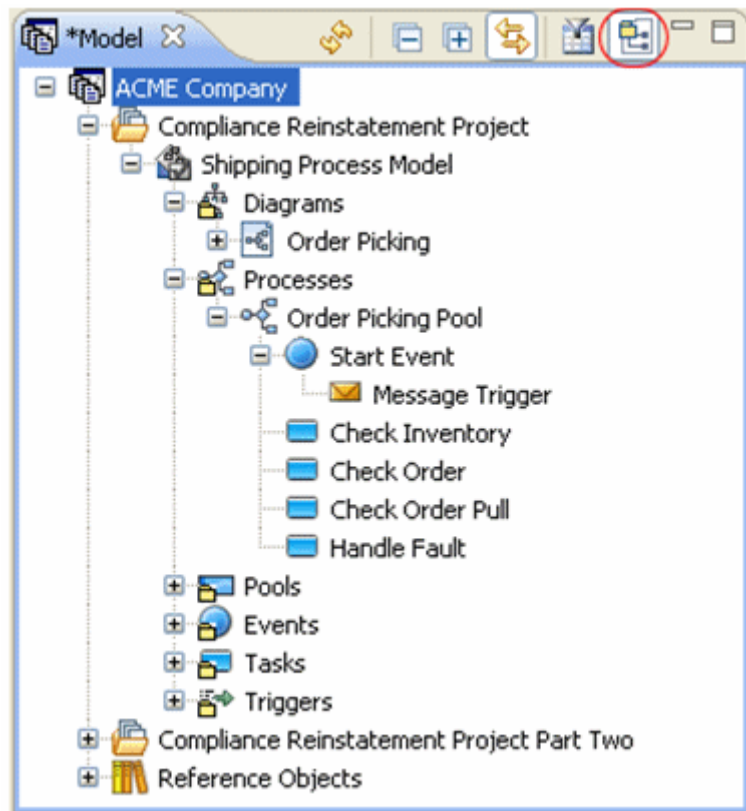 *Model
ACME Company
Compliance Reinstatement Project
Shipping Process Model
Diagrams
Order Picking
Processes
Order Picking Pool
Start Event
Message Trigger
Check Inventory
Check Order
Check Order Pull
Handle Fault
Pools
Events
Tasks
Triggers
Compliance Reinstatement Project Part Two
Reference Objects